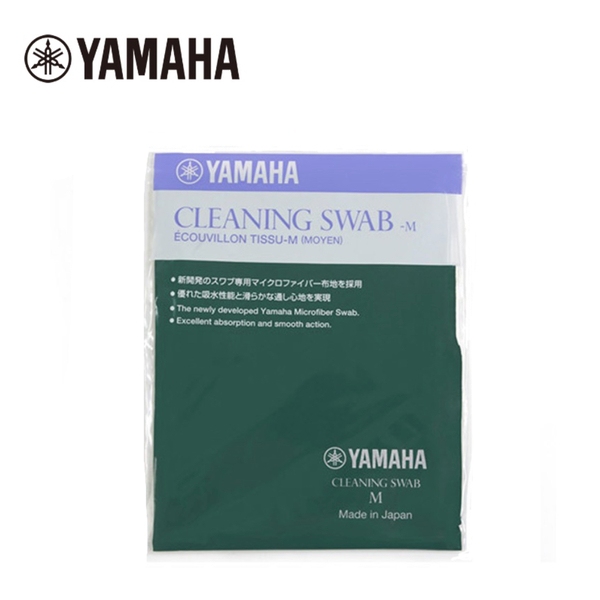 YAMAHA
YAMAHA
CLEANING SWAB -M
ÉCOUVILLON TISSU-M (MOYEN)
● 新開発のスワブ専用マイクロファイバー布地を採用
● 優れた吸水性能と滑らかな通し心地を実現
● The newly developed Yamaha Microfiber Swab.
● Excellent absorption and smooth action.
YAMAHA
CLEANING SWAB
M
Made in Japan